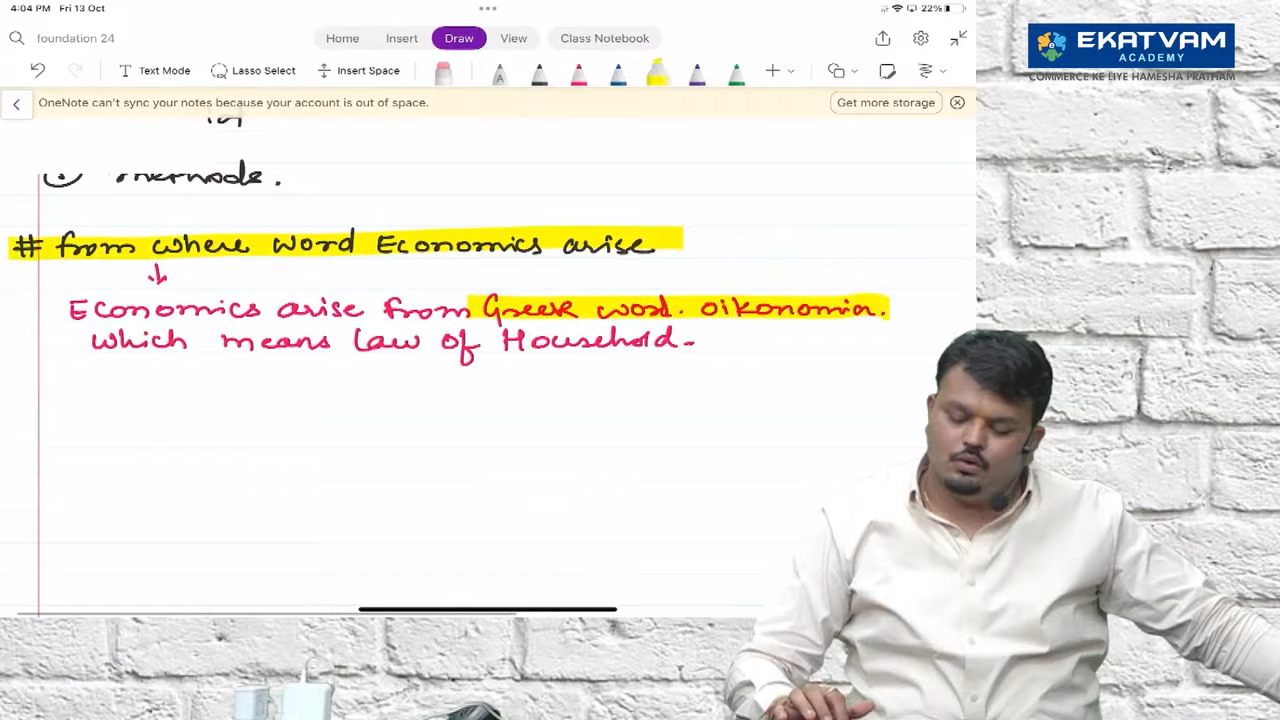 4:04 PM Fri 13 Oct
22%
foundation 24
Home Insert Draw View Class Notebook
Text Mode Lasso Select Insert Space
OneNote can't sync your notes because your account is out of space.
Get more storage
EKATVAM
ACADEMY
COMMERCE KE LIYE HAMESHA PRATHAM
# from where word Economics arise
Economics arise from Greek word. oikonomia.
which means Law of Household-